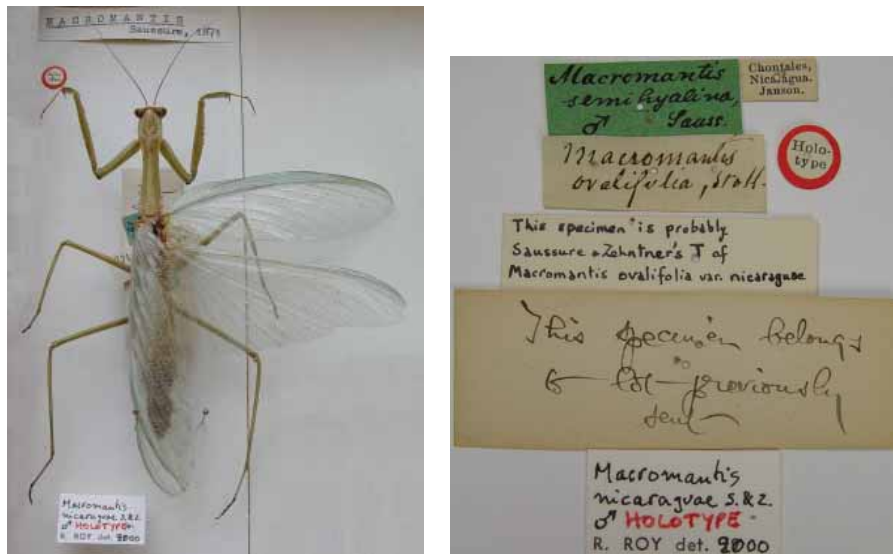 MACROMANTIS
Saussure, 1871
Macromantis
nicaraguae S.&Z.
♂ HOLOTYPE
R. ROY det. 2000
Macromantis
semihyalina,
♂ Sauss.
Chontales,
Nicaragua.
Janson.
Macromantis
ovalifolia, Stoll.
Holo-
type
This specimen is probably
Saussure & Zehntner's T of
Macromantis ovalifolia var. nicaraguae
This specimen belongs
to lot previously
sent
Macromantis
nicaraguae S.&Z.
♂ HOLOTYPE
R. ROY det. 2000